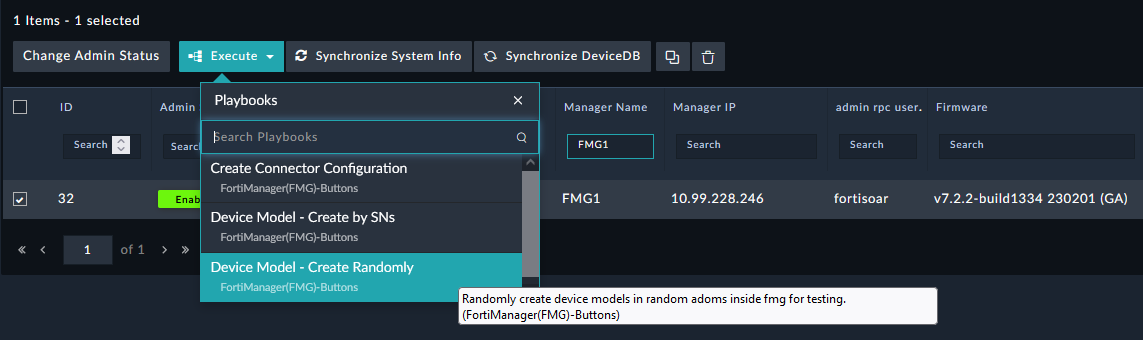 1 Items - 1 selected
Change Admin Status Execute Synchronize System Info Synchronize DeviceDB
Playbooks
Search Playbooks
Create Connector Configuration
FortiManager(FMG)-Buttons
Device Model - Create by SNs
FortiManager(FMG)-Buttons
Device Model - Create Randomly
FortiManager(FMG)-Buttons
Randomly create device models in random adoms inside fmg for testing.
(FortiManager(FMG)-Buttons)
ID Admin Manager Name Manager IP admin rpc user. Firmware
Search Searc FMG1 Search Search Search
32 Enab FMG1 10.99.228.246 fortisoar v7.2.2-build1334 230201 (GA)
« < 1 of 1 > »